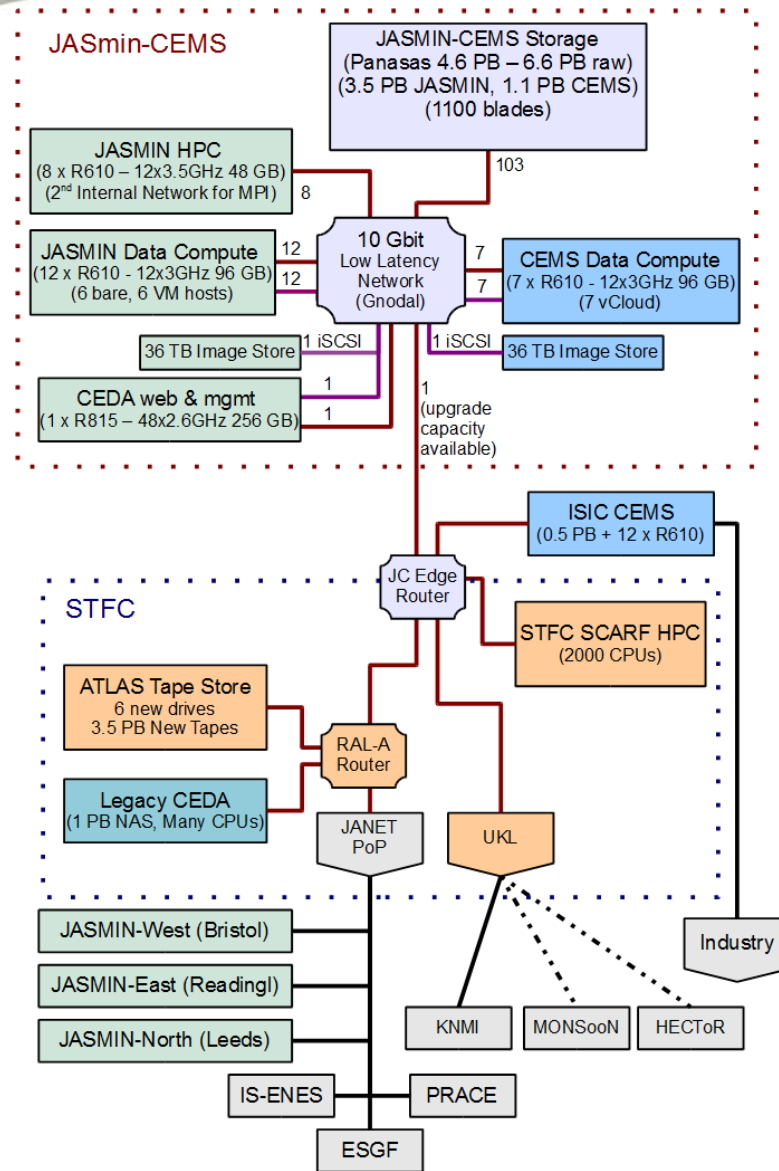 JASmin-CEMS
JASMIN-CEMS Storage
(Panasas 4.6 PB – 6.6 PB raw)
(3.5 PB JASMIN, 1.1 PB CEMS)
(1100 blades)
JASMIN HPC
(8 x R610 – 12x3.5GHz 48 GB)
(2nd Internal Network for MPI)
8
103
10 Gbit
Low Latency
Network
(Gnodal)
JASMIN Data Compute
(12 x R610 - 12x3GHz 96 GB)
(6 bare, 6 VM hosts)
12
12
7
7
CEMS Data Compute
(7 x R610 - 12x3GHz 96 GB)
(7 vCloud)
36 TB Image Store
1 iSCSI
1 iSCSI
36 TB Image Store
CEDA web & mgmt
(1 x R815 – 48x2.6GHz 256 GB)
1
1
1
(upgrade
capacity
available)
ISIC CEMS
(0.5 PB + 12 x R610)
JC Edge
Router
STFC
STFC SCARF HPC
(2000 CPUs)
ATLAS Tape Store
6 new drives
3.5 PB New Tapes
RAL-A
Router
Legacy CEDA
(1 PB NAS, Many CPUs)
JANET
PoP
UKL
JASMIN-West (Bristol)
JASMIN-East (Readingl)
JASMIN-North (Leeds)
Industry
KNMI
MONSooN
HECToR
IS-ENES
PRACE
ESGF